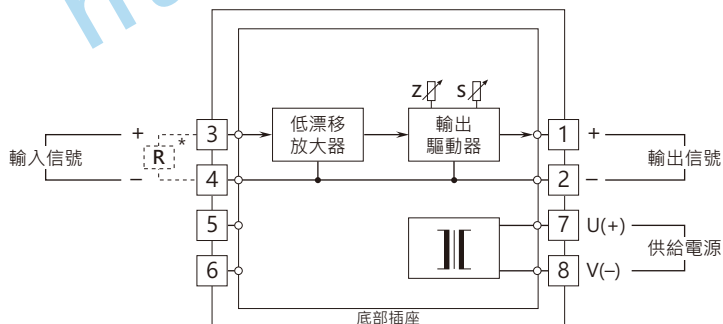 Z S
3 低漂移 輸出 1 +
放大器 驅動器
+
* R
輸入信號 輸出信號
− 4 2 −
5 7 U(+)
供給電源
6 8 V(−)
底部插座